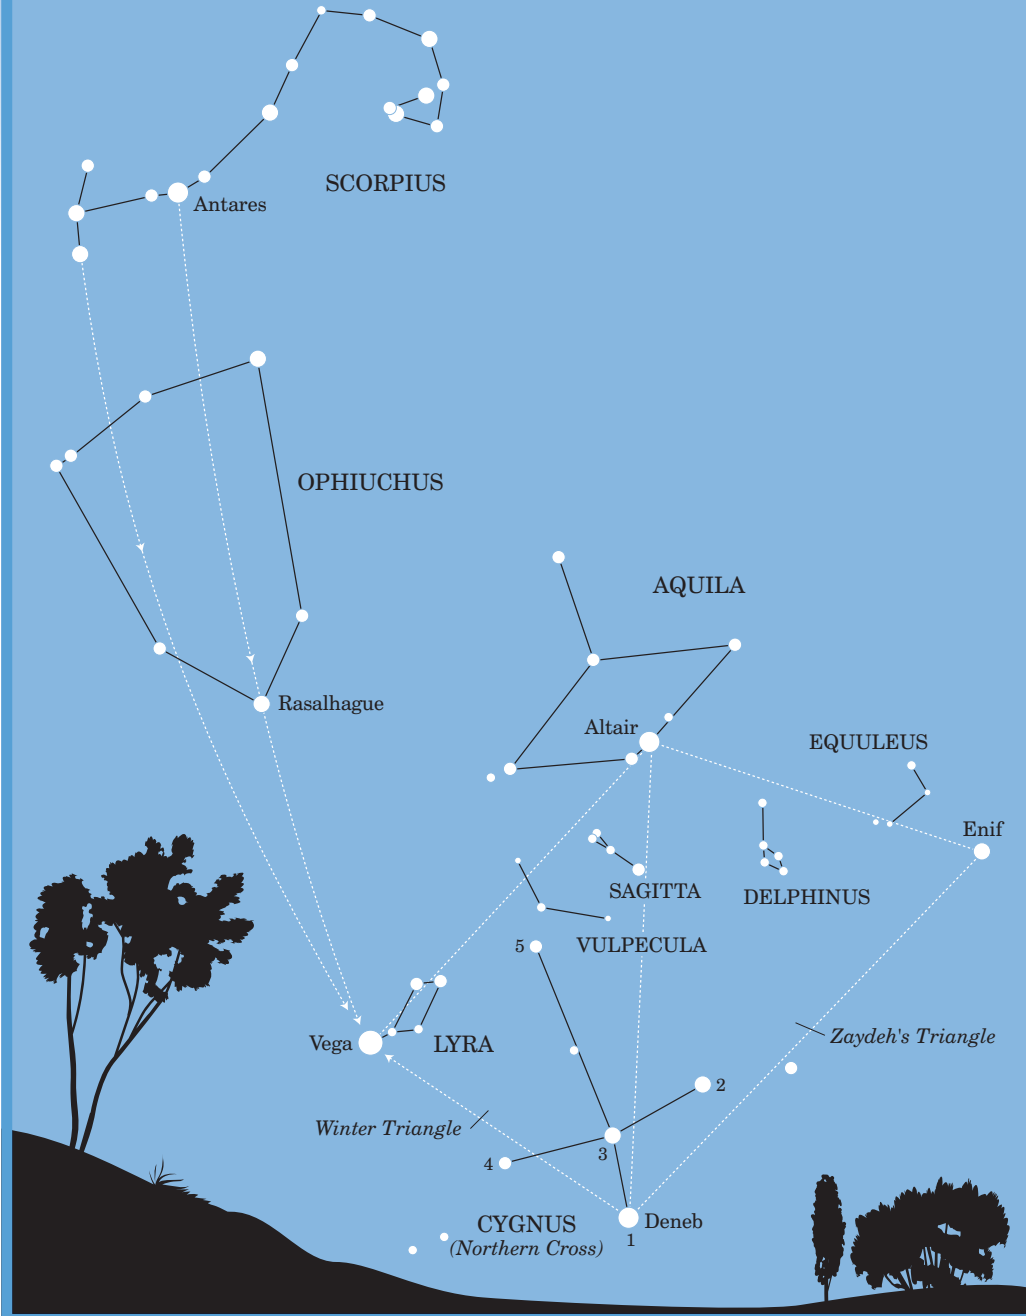 SCORPIUS
Antares
OPHIUCHUS
AQUILA
Rasalhague
Altair
EQUULEUS
Enif
SAGITTA
DELPHINUS
5
VULPECULA
Vega
LYRA
Zaydeh's Triangle
2
Winter Triangle
3
4
CYGNUS
Deneb
1
(Northern Cross)